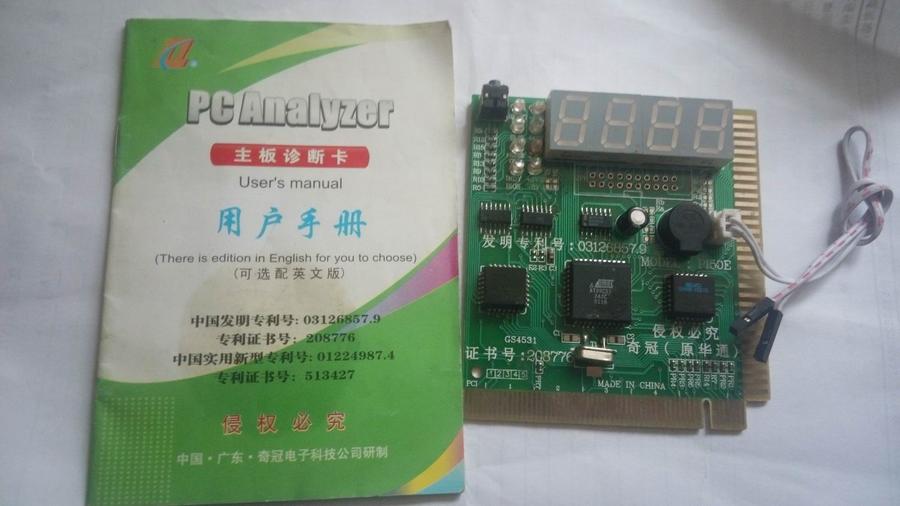 PC Analyzer
主板诊断卡
User's manual
用户手册
(There is edition in English for you to choose)
(可选配英文版)
中国发明专利号: 03126857.9
专利证书号: 208776
中国实用新型专利号: 01224987.4
专利证书号: 513427
侵权必究
中国·广东·奇冠电子科技公司研制
8888
发明专利号:03126857.9
MODEL: PI50E
侵权必究
GS4531
证书号:208776
奇冠(原华通)
PCI
12345
MADE IN CHINA